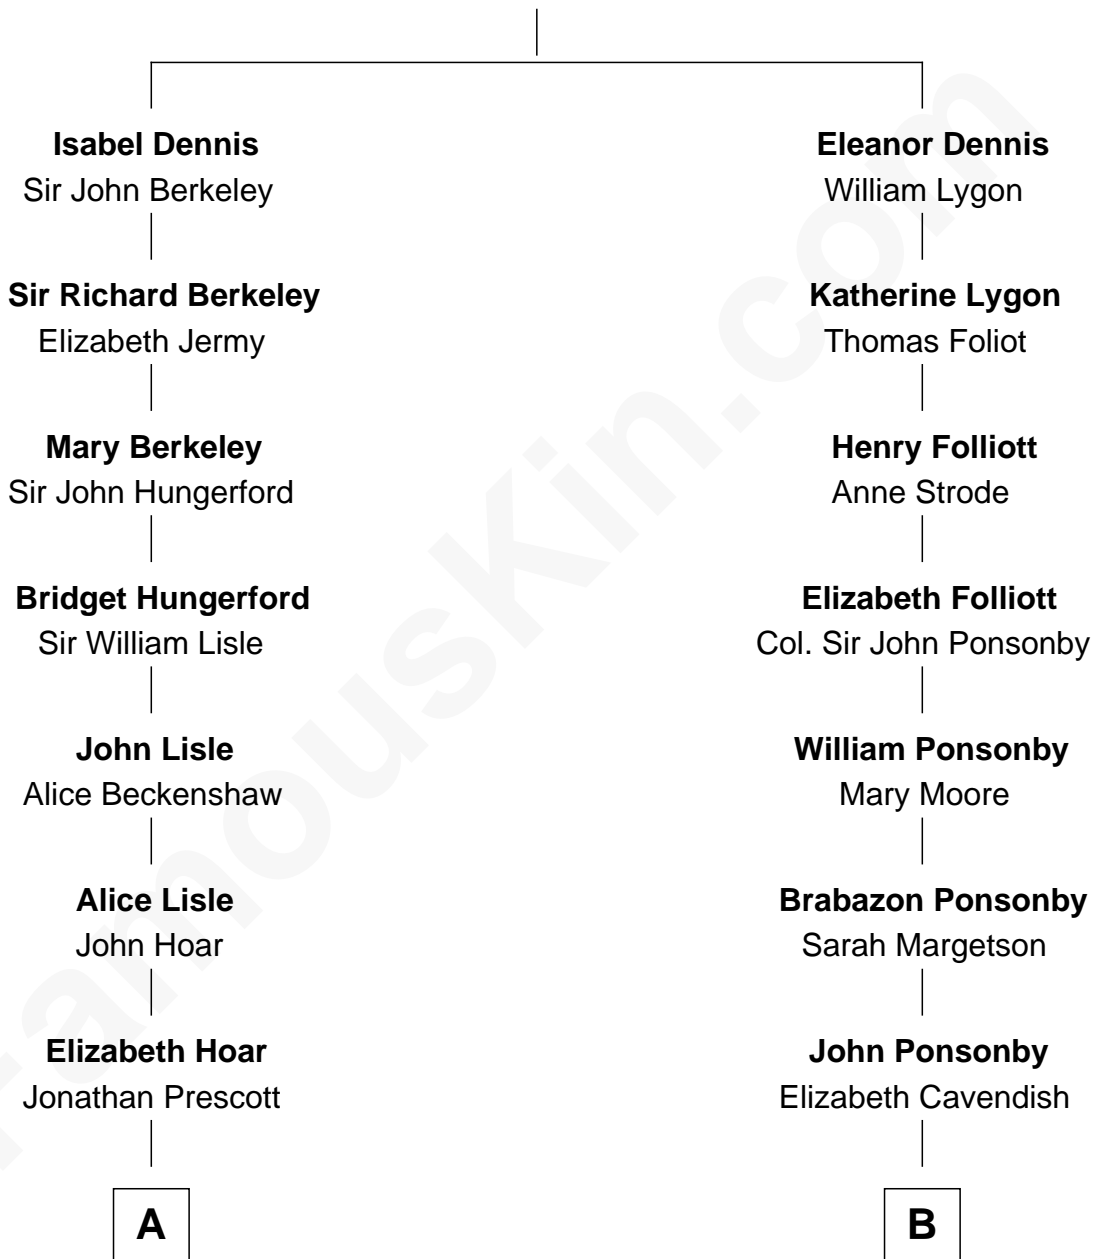 Isabel Dennis
Sir John Berkeley
Sir Richard Berkeley
Elizabeth Jermy
Mary Berkeley
Sir John Hungerford
Bridget Hungerford
Sir William Lisle
John Lisle
Alice Beckenshaw
Alice Lisle
John Hoar
Elizabeth Hoar
Jonathan Prescott
A
Eleanor Dennis
William Lygon
Katherine Lygon
Thomas Foliot
Henry Folliott
Anne Strode
Elizabeth Folliott
Col. Sir John Ponsonby
William Ponsonby
Mary Moore
Brabazon Ponsonby
Sarah Margetson
John Ponsonby
Elizabeth Cavendish
B
FamousKin.com